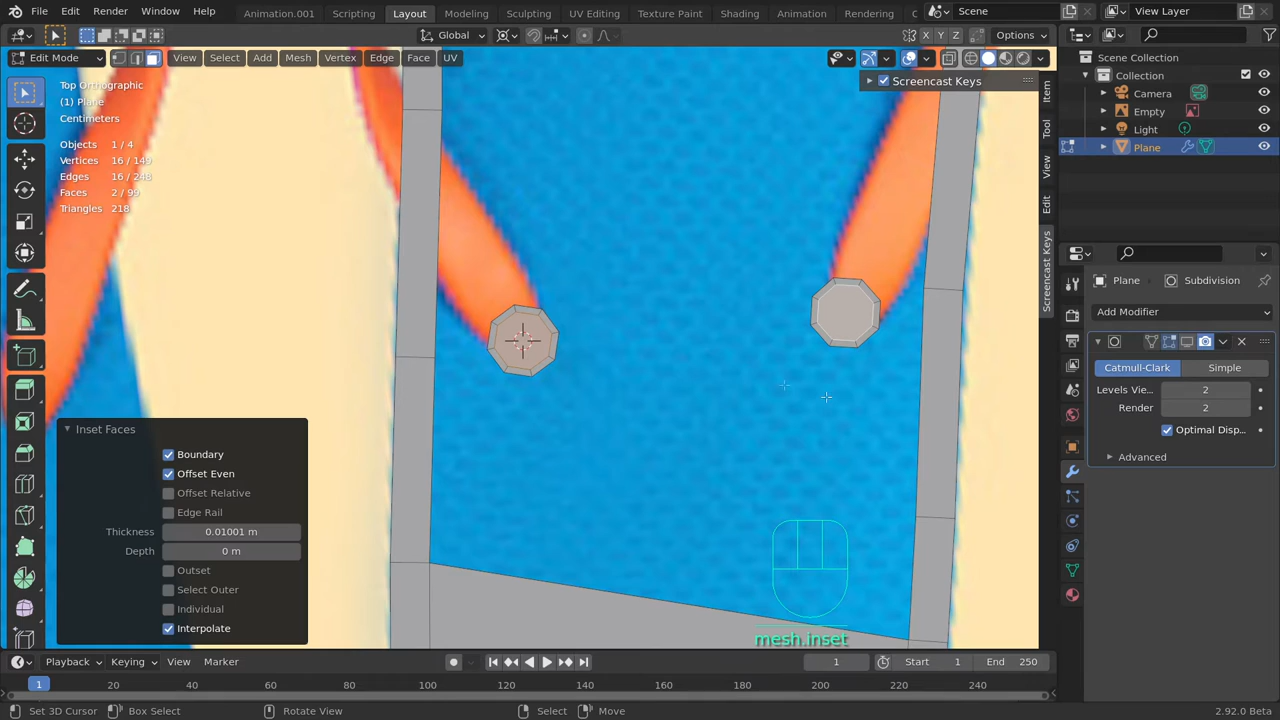 File Edit Render Window Help Animation.001 Scripting Layout Modeling Sculpting UV Editing Texture Paint Shading Animation Rendering Scene View Layer
Global X Y Z Options
Edit Mode View Select Add Mesh Vertex Edge Face UV
Screencast Keys
Top Orthographic
(1) Plane
Centimeters
Objects 1 / 4
Vertices 16 / 149
Edges 16 / 248
Faces 2 / 99
Triangles 218
Item
Tool
View
Edit
Screencast Keys
Scene Collection
Collection
Camera
Empty
Light
Plane
Plane Subdivision
Add Modifier
Catmull-Clark Simple
Levels Vie... 2
Render 2
Optimal Disp...
Advanced
Inset Faces
Boundary
Offset Even
Offset Relative
Edge Rail
Thickness 0.01001 m
Depth 0 m
Outset
Select Outer
Individual
Interpolate
mesh.inset
Playback Keying View Marker 1 Start 1 End 250
1 20 40 60 80 100 120 140 160 180 200 220 240
Set 3D Cursor Box Select Rotate View Select Move 2.92.0 Beta